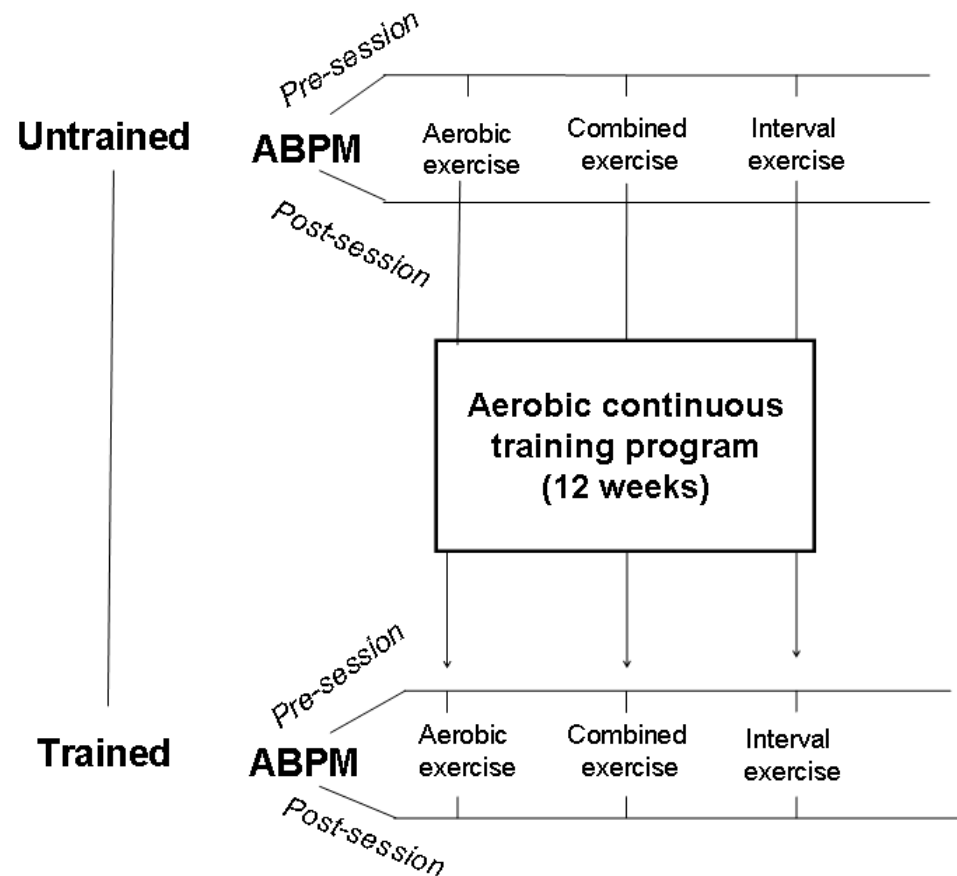 Pre-session
Untrained
ABPM
Aerobic
exercise
Combined
exercise
Interval
exercise
Post-session
Aerobic continuous
training program
(12 weeks)
Pre-session
Trained
ABPM
Aerobic
exercise
Combined
exercise
Interval
exercise
Post-session